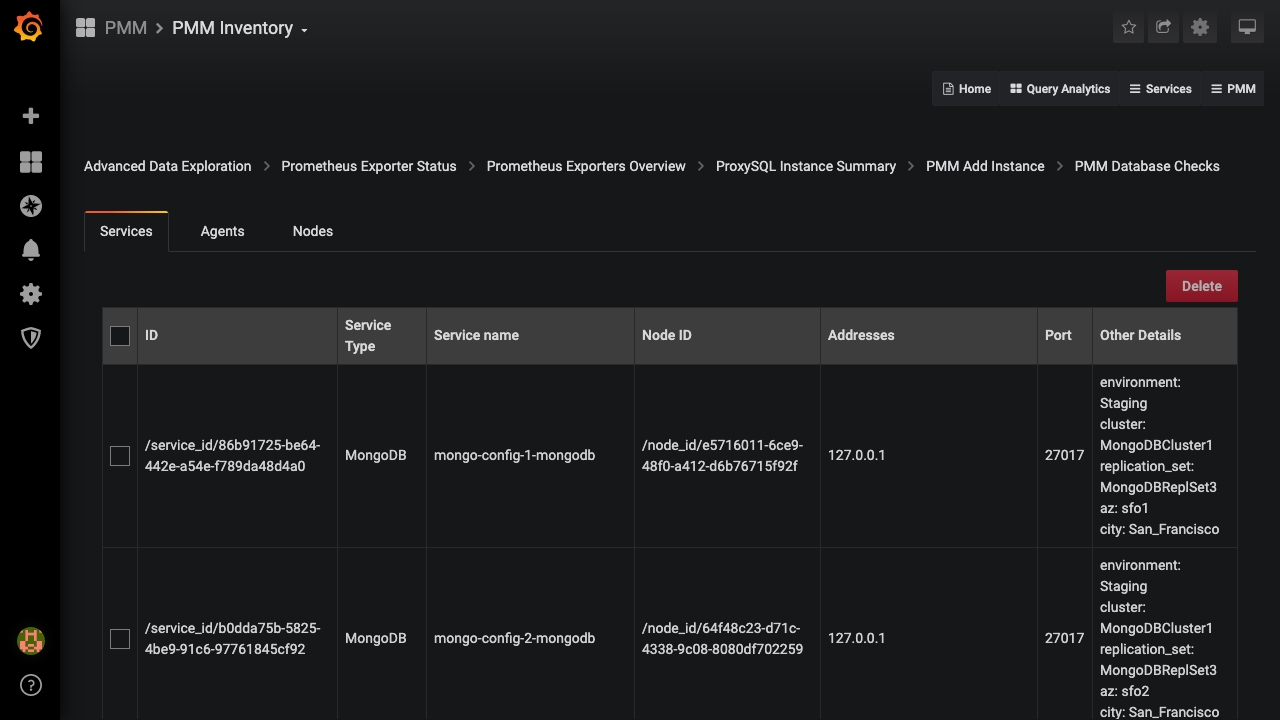 PMM > PMM Inventory
Home Query Analytics Services PMM
Advanced Data Exploration > Prometheus Exporter Status > Prometheus Exporters Overview > ProxySQL Instance Summary > PMM Add Instance > PMM Database Checks
Services Agents Nodes
Delete
ID
Service
Type
Service name
Node ID
Addresses
Port
Other Details
/service_id/86b91725-be64-
442e-a54e-f789da48d4a0
MongoDB
mongo-config-1-mongodb
/node_id/e5716011-6ce9-
48f0-a412-d6b76715f92f
127.0.0.1
27017
environment:
Staging
cluster:
MongoDBCluster1
replication_set:
MongoDBReplSet3
az: sfo1
city: San_Francisco
/service_id/b0dda75b-5825-
4be9-91c6-97761845cf92
MongoDB
mongo-config-2-mongodb
/node_id/64f48c23-d71c-
4338-9c08-8080df702259
127.0.0.1
27017
environment:
Staging
cluster:
MongoDBCluster1
replication_set:
MongoDBReplSet3
az: sfo2
city: San_Francisco